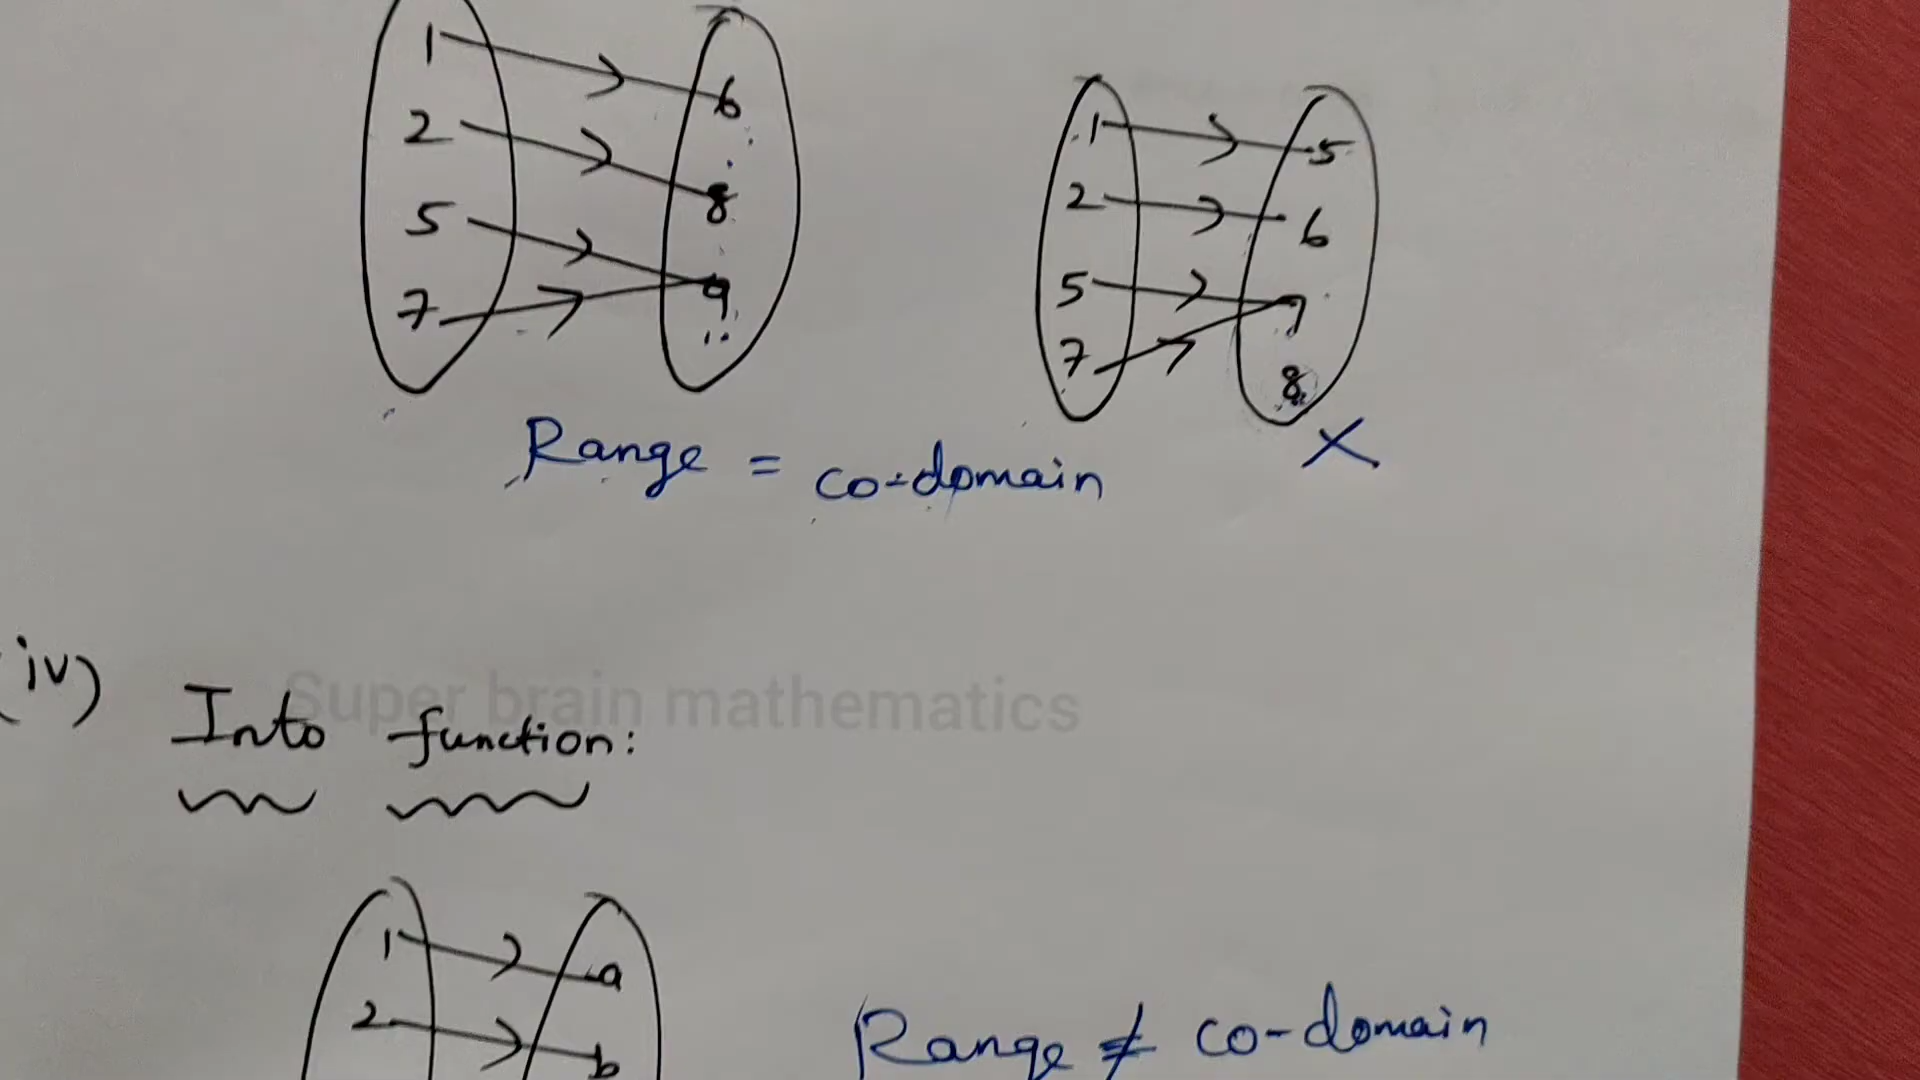 1 6
2 8
5 9
7
1 5
2 6
5 7
7 8
X
Range = co-domain
(iv) Into function:
Super brain mathematics
1 a
2 b
Range ≠ co-domain